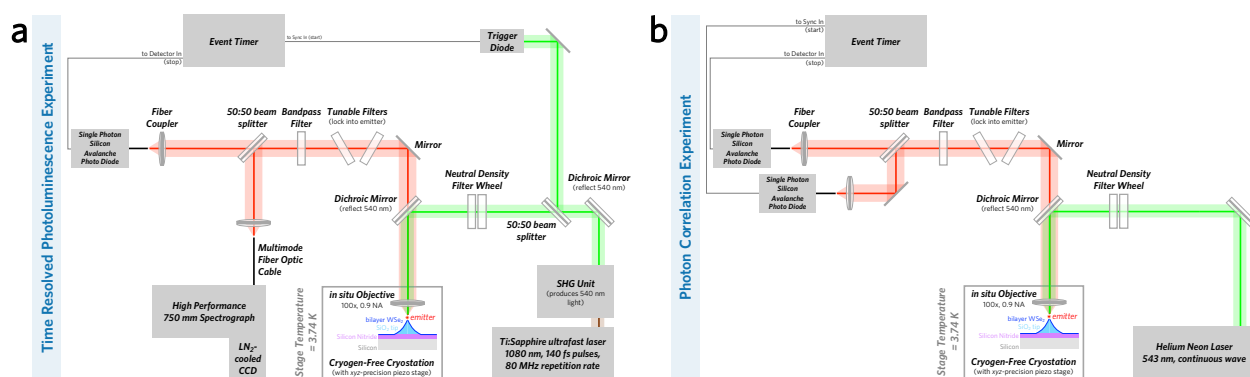 a
Time Resolved Photoluminescence Experiment
Event Timer
to Sync In (start)
to Detector In
(stop)
Trigger
Diode
Single Photon
Silicon
Avalanche
Photo Diode
Fiber
Coupler
50:50 beam
splitter
Bandpass
Filter
Tunable Filters
(lock into emitter)
Mirror
Dichroic Mirror
(reflect 540 nm)
Neutral Density
Filter Wheel
50:50 beam
splitter
Dichroic Mirror
(reflect 540 nm)
Multimode
Fiber Optic
Cable
High Performance
750 mm Spectrograph
LN2-
cooled
CCD
Stage Temperature
= 3.74 K
in situ Objective
100x, 0.9 NA
emitter
bilayer WSe2
SiO2 tip
Silicon Nitride
Silicon
Cryogen-Free Cryostation
(with xyz-precision piezo stage)
SHG Unit
(produces 540 nm
light)
Ti:Sapphire ultrafast laser
1080 nm, 140 fs pulses,
80 MHz repetition rate
b
Photon Correlation Experiment
to Sync In
(start)
to Detector In
(stop)
Event Timer
Single Photon
Silicon
Avalanche
Photo Diode
Fiber
Coupler
50:50 beam
splitter
Bandpass
Filter
Tunable Filters
(lock into emitter)
Mirror
Single Photon
Silicon
Avalanche
Photo Diode
Dichroic Mirror
(reflect 540 nm)
Neutral Density
Filter Wheel
Stage Temperature
= 3.74 K
in situ Objective
100x, 0.9 NA
emitter
bilayer WSe2
SiO2 tip
Silicon Nitride
Silicon
Cryogen-Free Cryostation
(with xyz-precision piezo stage)
Helium Neon Laser
543 nm, continuous wave